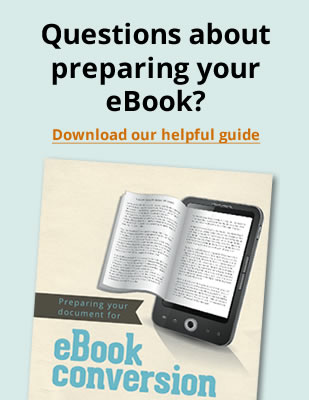 Questions about
preparing your
eBook?
Download our helpful guide
Preparing your
document for
eBook
conversion